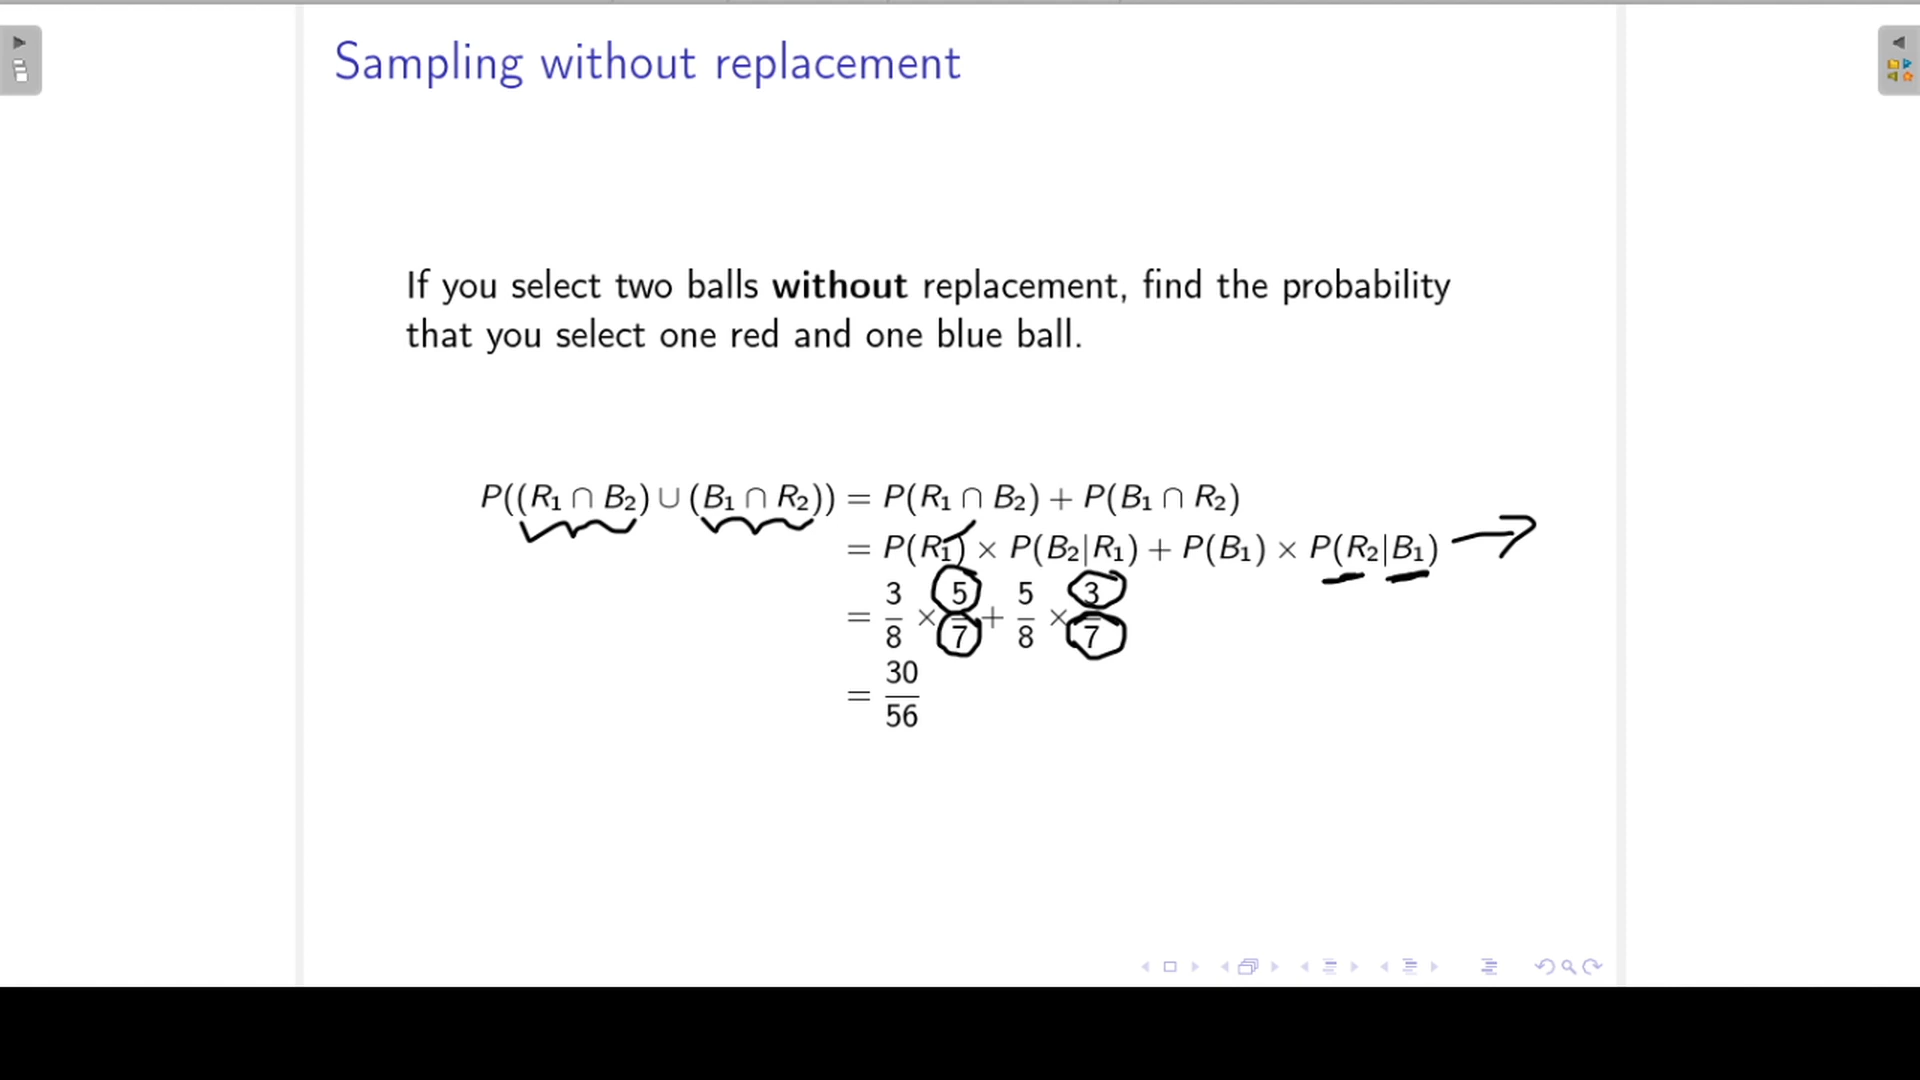 Sampling without replacement
If you select two balls without replacement, find the probability
that you select one red and one blue ball.
P((R₁ ∩ B₂) ∪ (B₁ ∩ R₂)) = P(R₁ ∩ B₂) + P(B₁ ∩ R₂)
= P(R₁) × P(B₂|R₁) + P(B₁) × P(R₂|B₁)
= 3/8 × 5/7 + 5/8 × 3/7
= 30/56